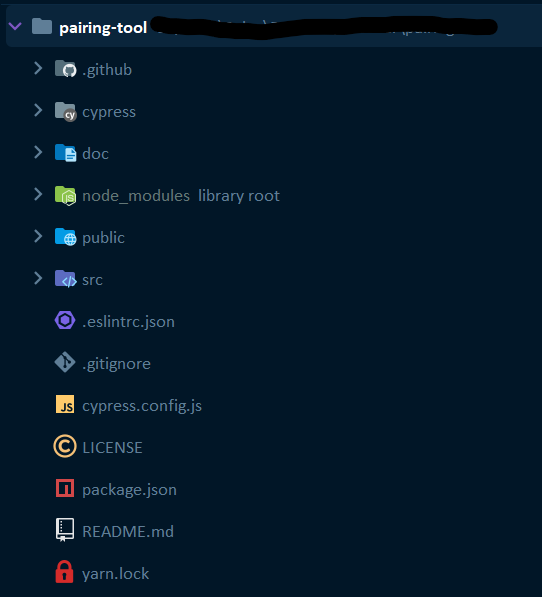 pairing-tool
.github
cypress
doc
node_modules library root
public
src
.eslintrc.json
.gitignore
cypress.config.js
LICENSE
package.json
README.md
yarn.lock